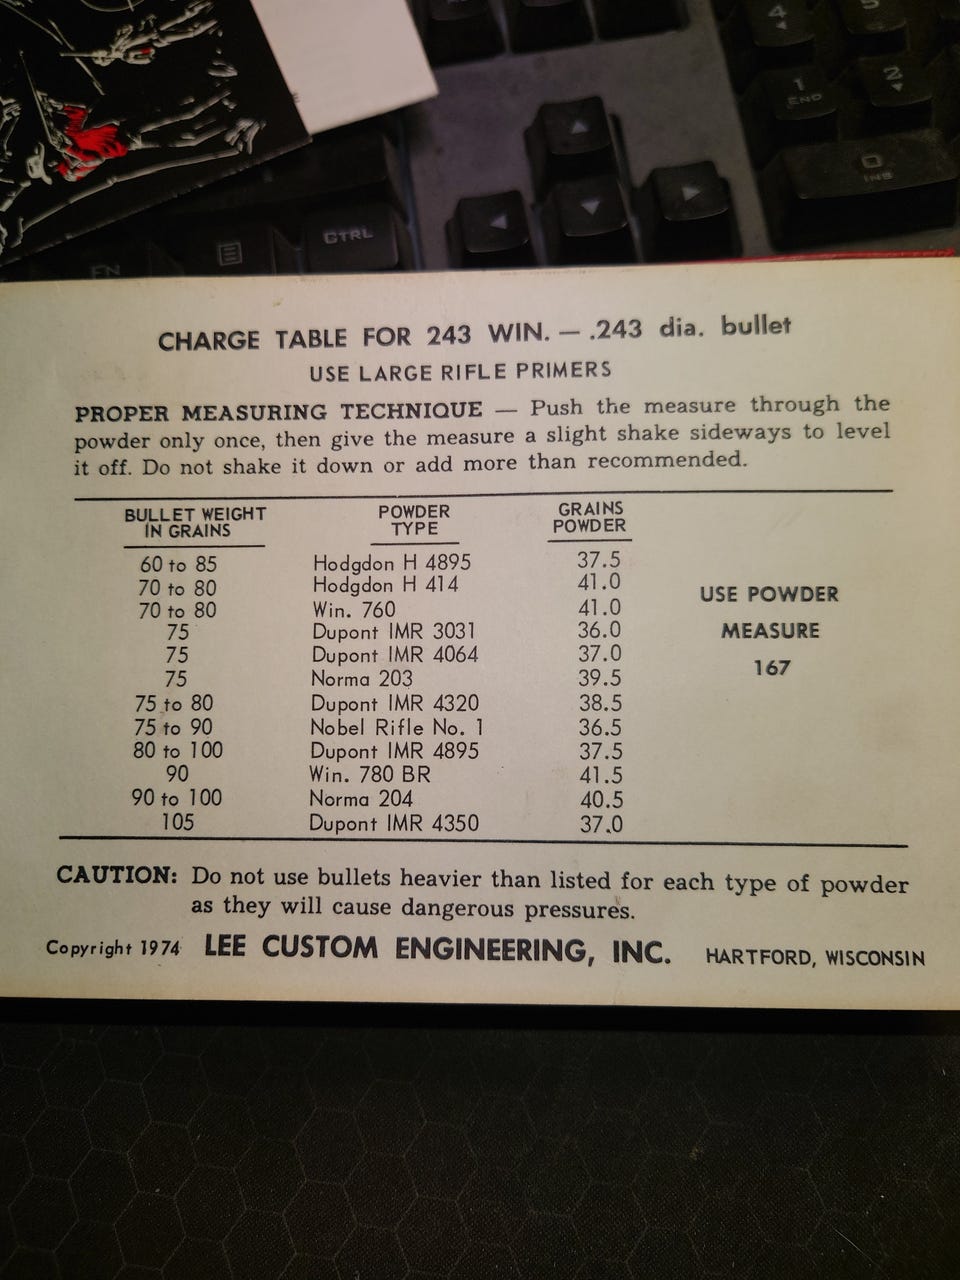 4
5
1
END
2
0
INS
CTRL
FN
CHARGE TABLE FOR 243 WIN. — .243 dia. bullet
USE LARGE RIFLE PRIMERS
PROPER MEASURING TECHNIQUE — Push the measure through the
powder only once, then give the measure a slight shake sideways to level
it off. Do not shake it down or add more than recommended.
BULLET WEIGHT IN GRAINS POWDER TYPE GRAINS POWDER
60 to 85 Hodgdon H 4895 37.5
70 to 80 Hodgdon H 414 41.0
70 to 80 Win. 760 41.0
75 Dupont IMR 3031 36.0
75 Dupont IMR 4064 37.0
75 Norma 203 39.5
75 to 80 Dupont IMR 4320 38.5
75 to 90 Nobel Rifle No. 1 36.5
80 to 100 Dupont IMR 4895 37.5
90 Win. 780 BR 41.5
90 to 100 Norma 204 40.5
105 Dupont IMR 4350 37.0
USE POWDER
MEASURE
167
CAUTION: Do not use bullets heavier than listed for each type of powder
as they will cause dangerous pressures.
Copyright 1974 LEE CUSTOM ENGINEERING, INC. HARTFORD, WISCONSIN